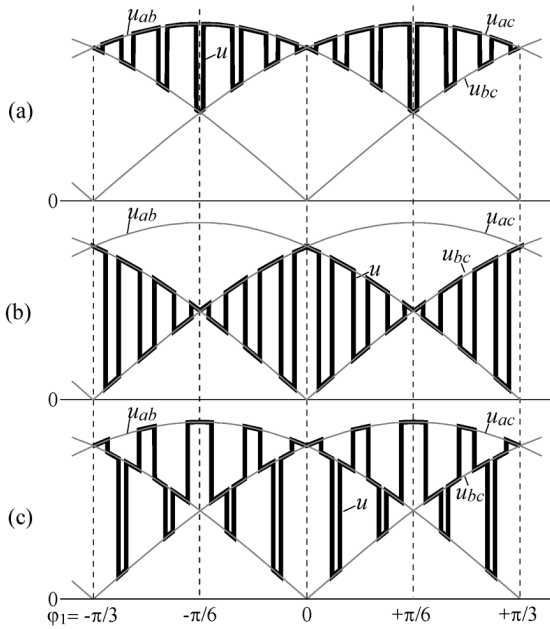 u_ab u_ac
u
u_bc
(a)
0
u_ab u_ac
u u_bc
(b)
0
u_ab u_ac
u u_bc
(c)
0
φ₁= -π/3 -π/6 0 +π/6 +π/3